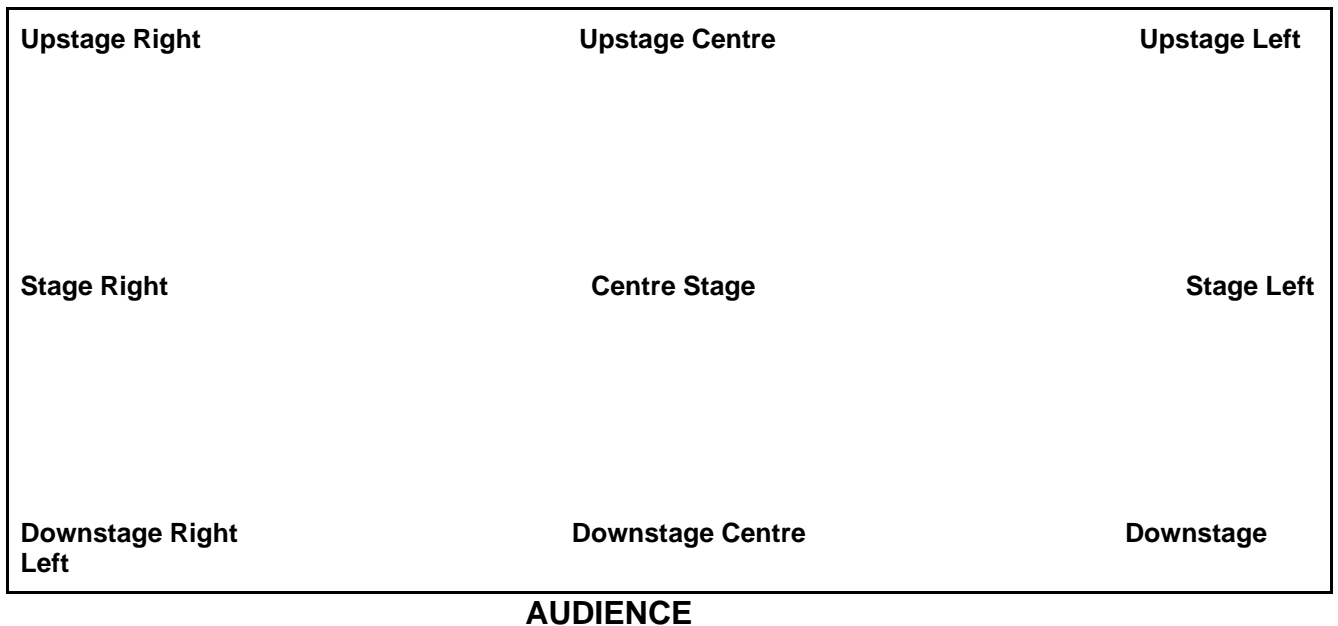 Upstage Right Upstage Centre Upstage Left
Stage Right Centre Stage Stage Left
Downstage Right Downstage Centre Downstage
Left
AUDIENCE